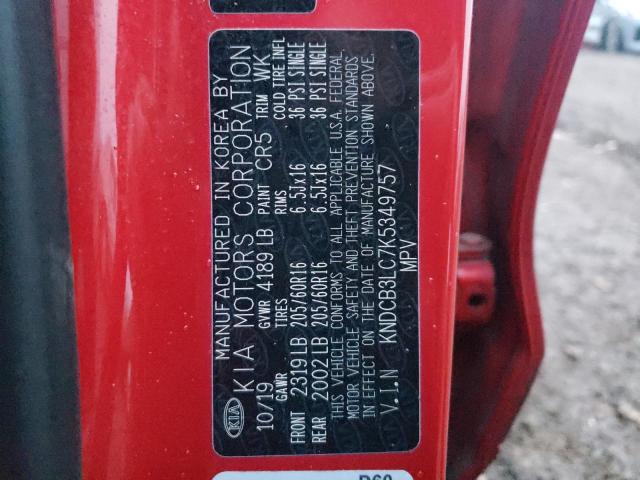 MANUFACTURED IN KOREA BY
KIA KIA MOTORS CORPORATION
10/19 GVWR 4189 LB PAINT CR5 TRIM WK
GAWR TIRES RIMS COLD TIRE INFL
FRONT 2319 LB 205/60R16 6.5Jx16 36 PSI SINGLE
REAR 2002 LB 205/60R16 6.5Jx16 36 PSI SINGLE
THIS VEHICLE CONFORMS TO ALL APPLICABLE U.S.A. FEDERAL
MOTOR VEHICLE SAFETY AND THEFT PREVENTION STANDARDS
IN EFFECT ON THE DATE OF MANUFACTURE SHOWN ABOVE.
V.I.N KNDCB3LC7K5349757
MPV